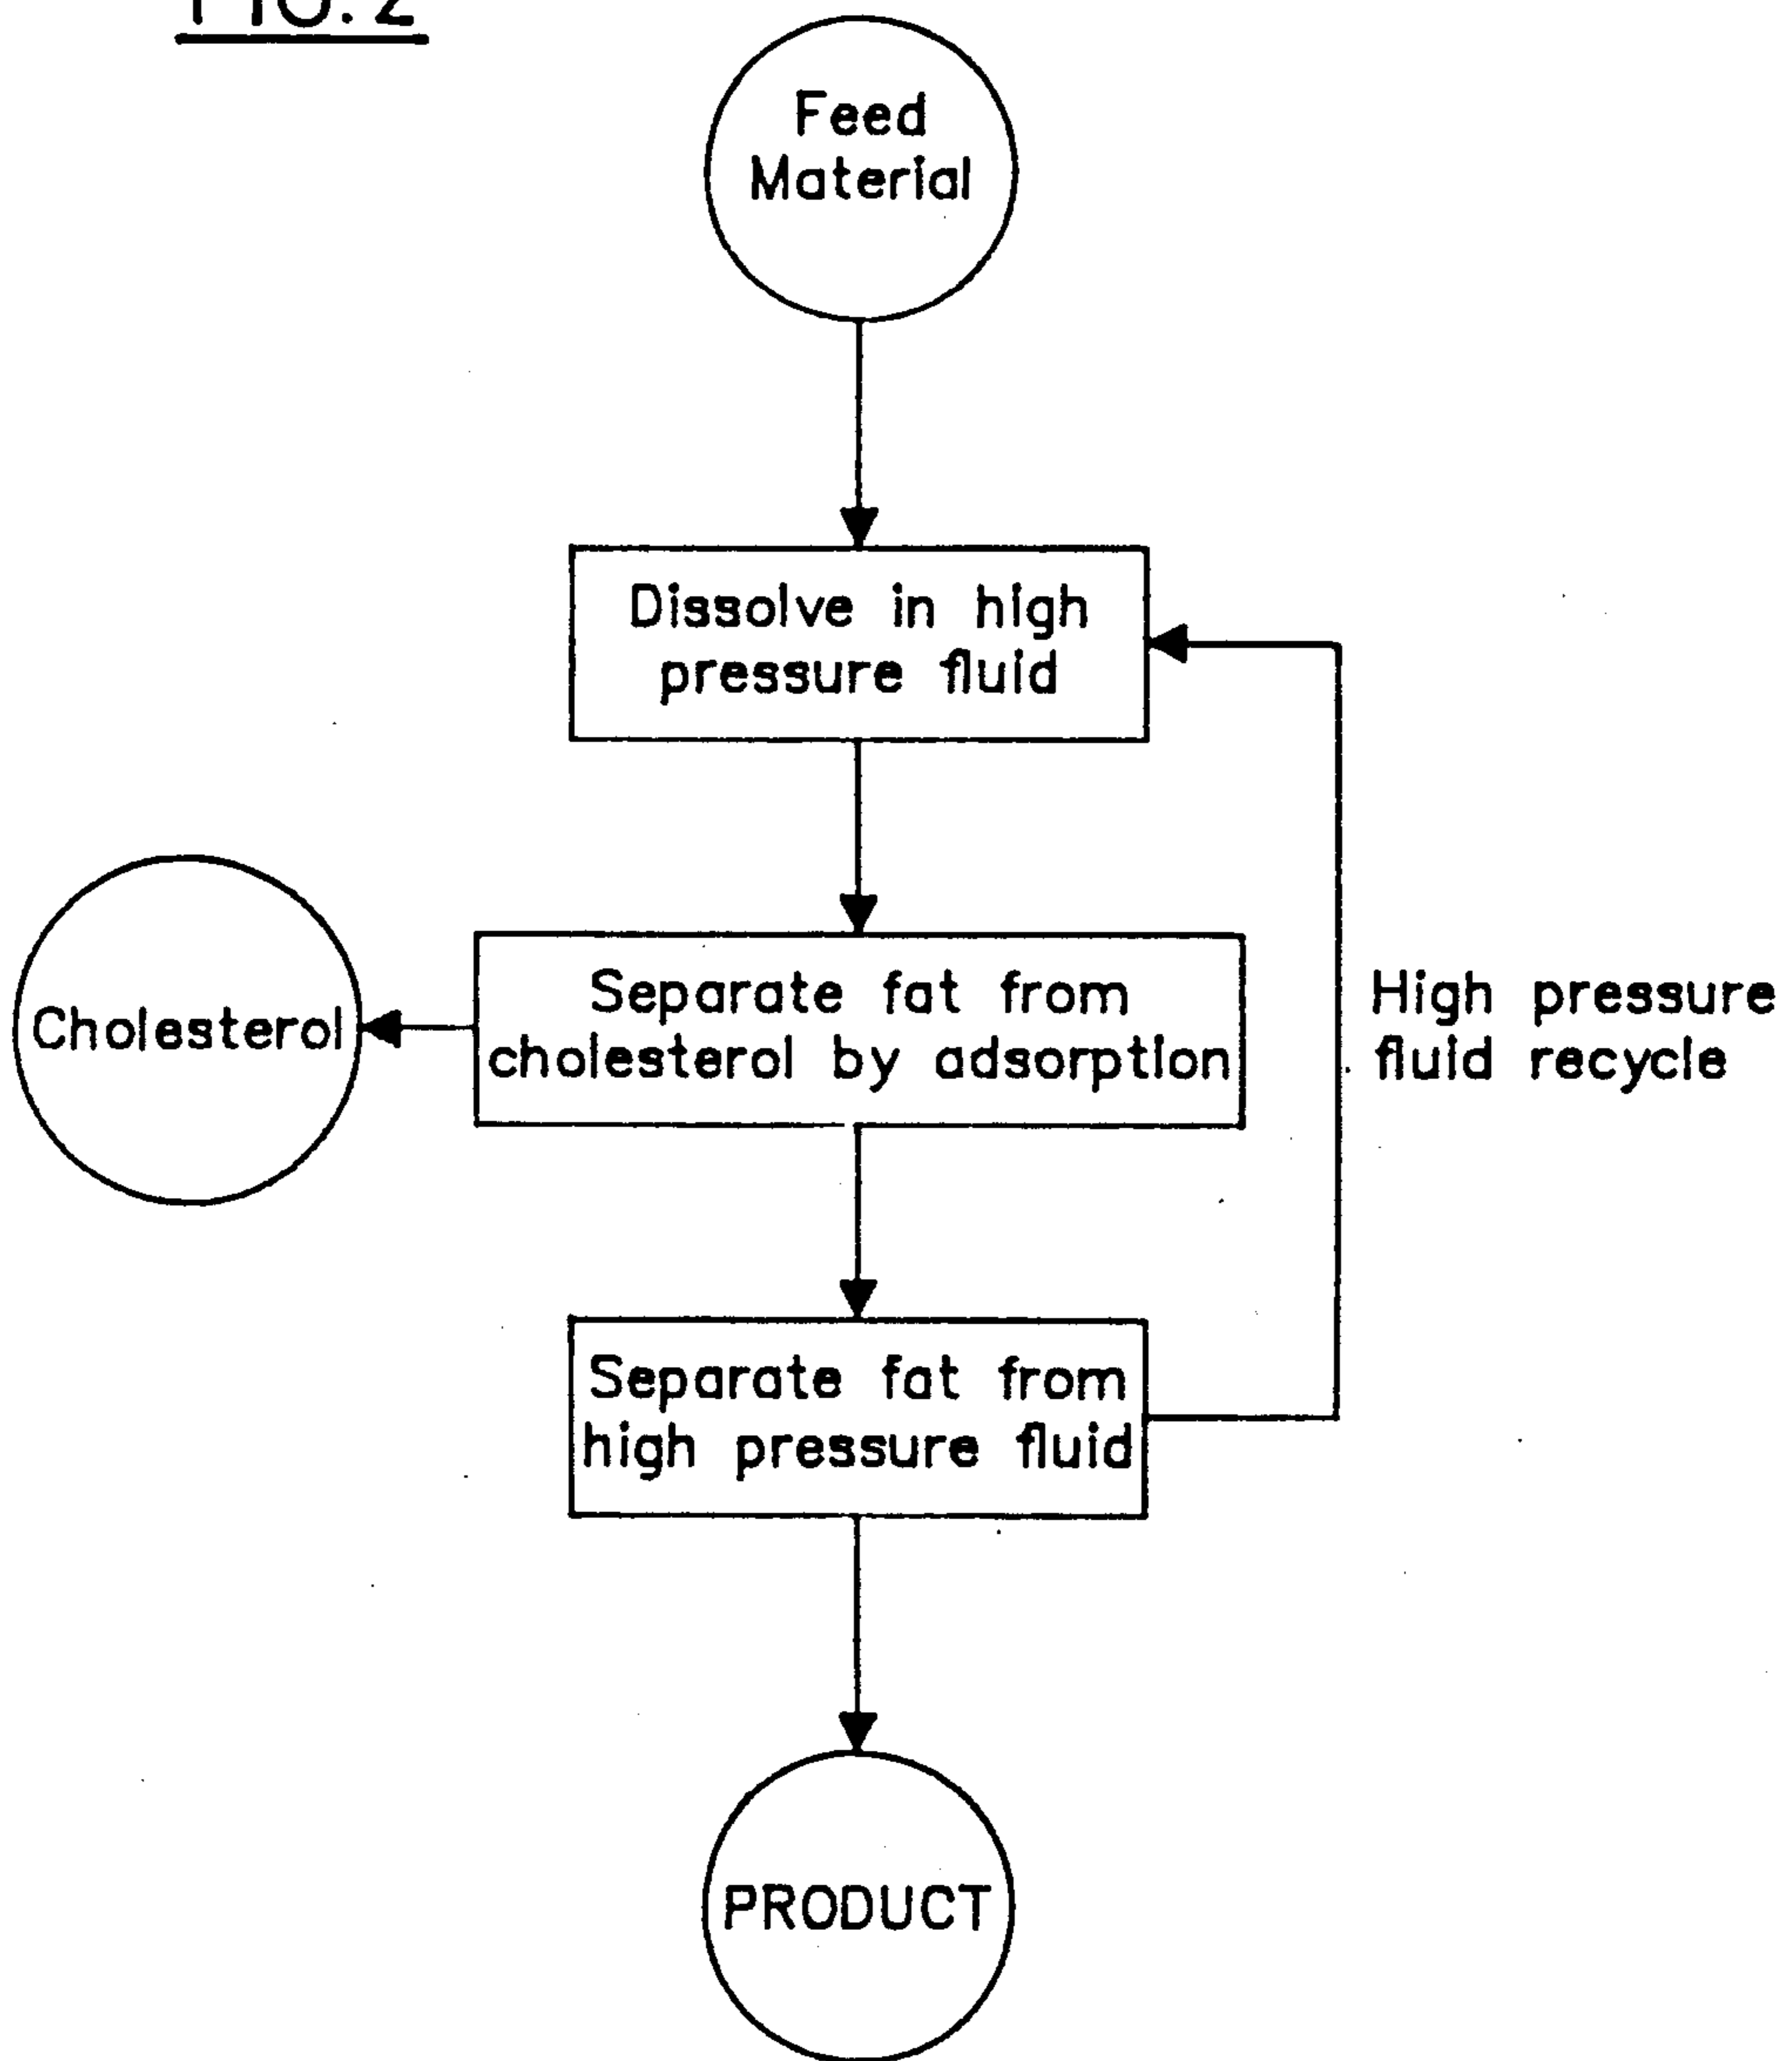 FIG. 2
Feed
Material
Dissolve in high
pressure fluid
Cholesterol
Separate fat from
cholesterol by adsorption
High pressure
fluid recycle
Separate fat from
high pressure fluid
PRODUCT